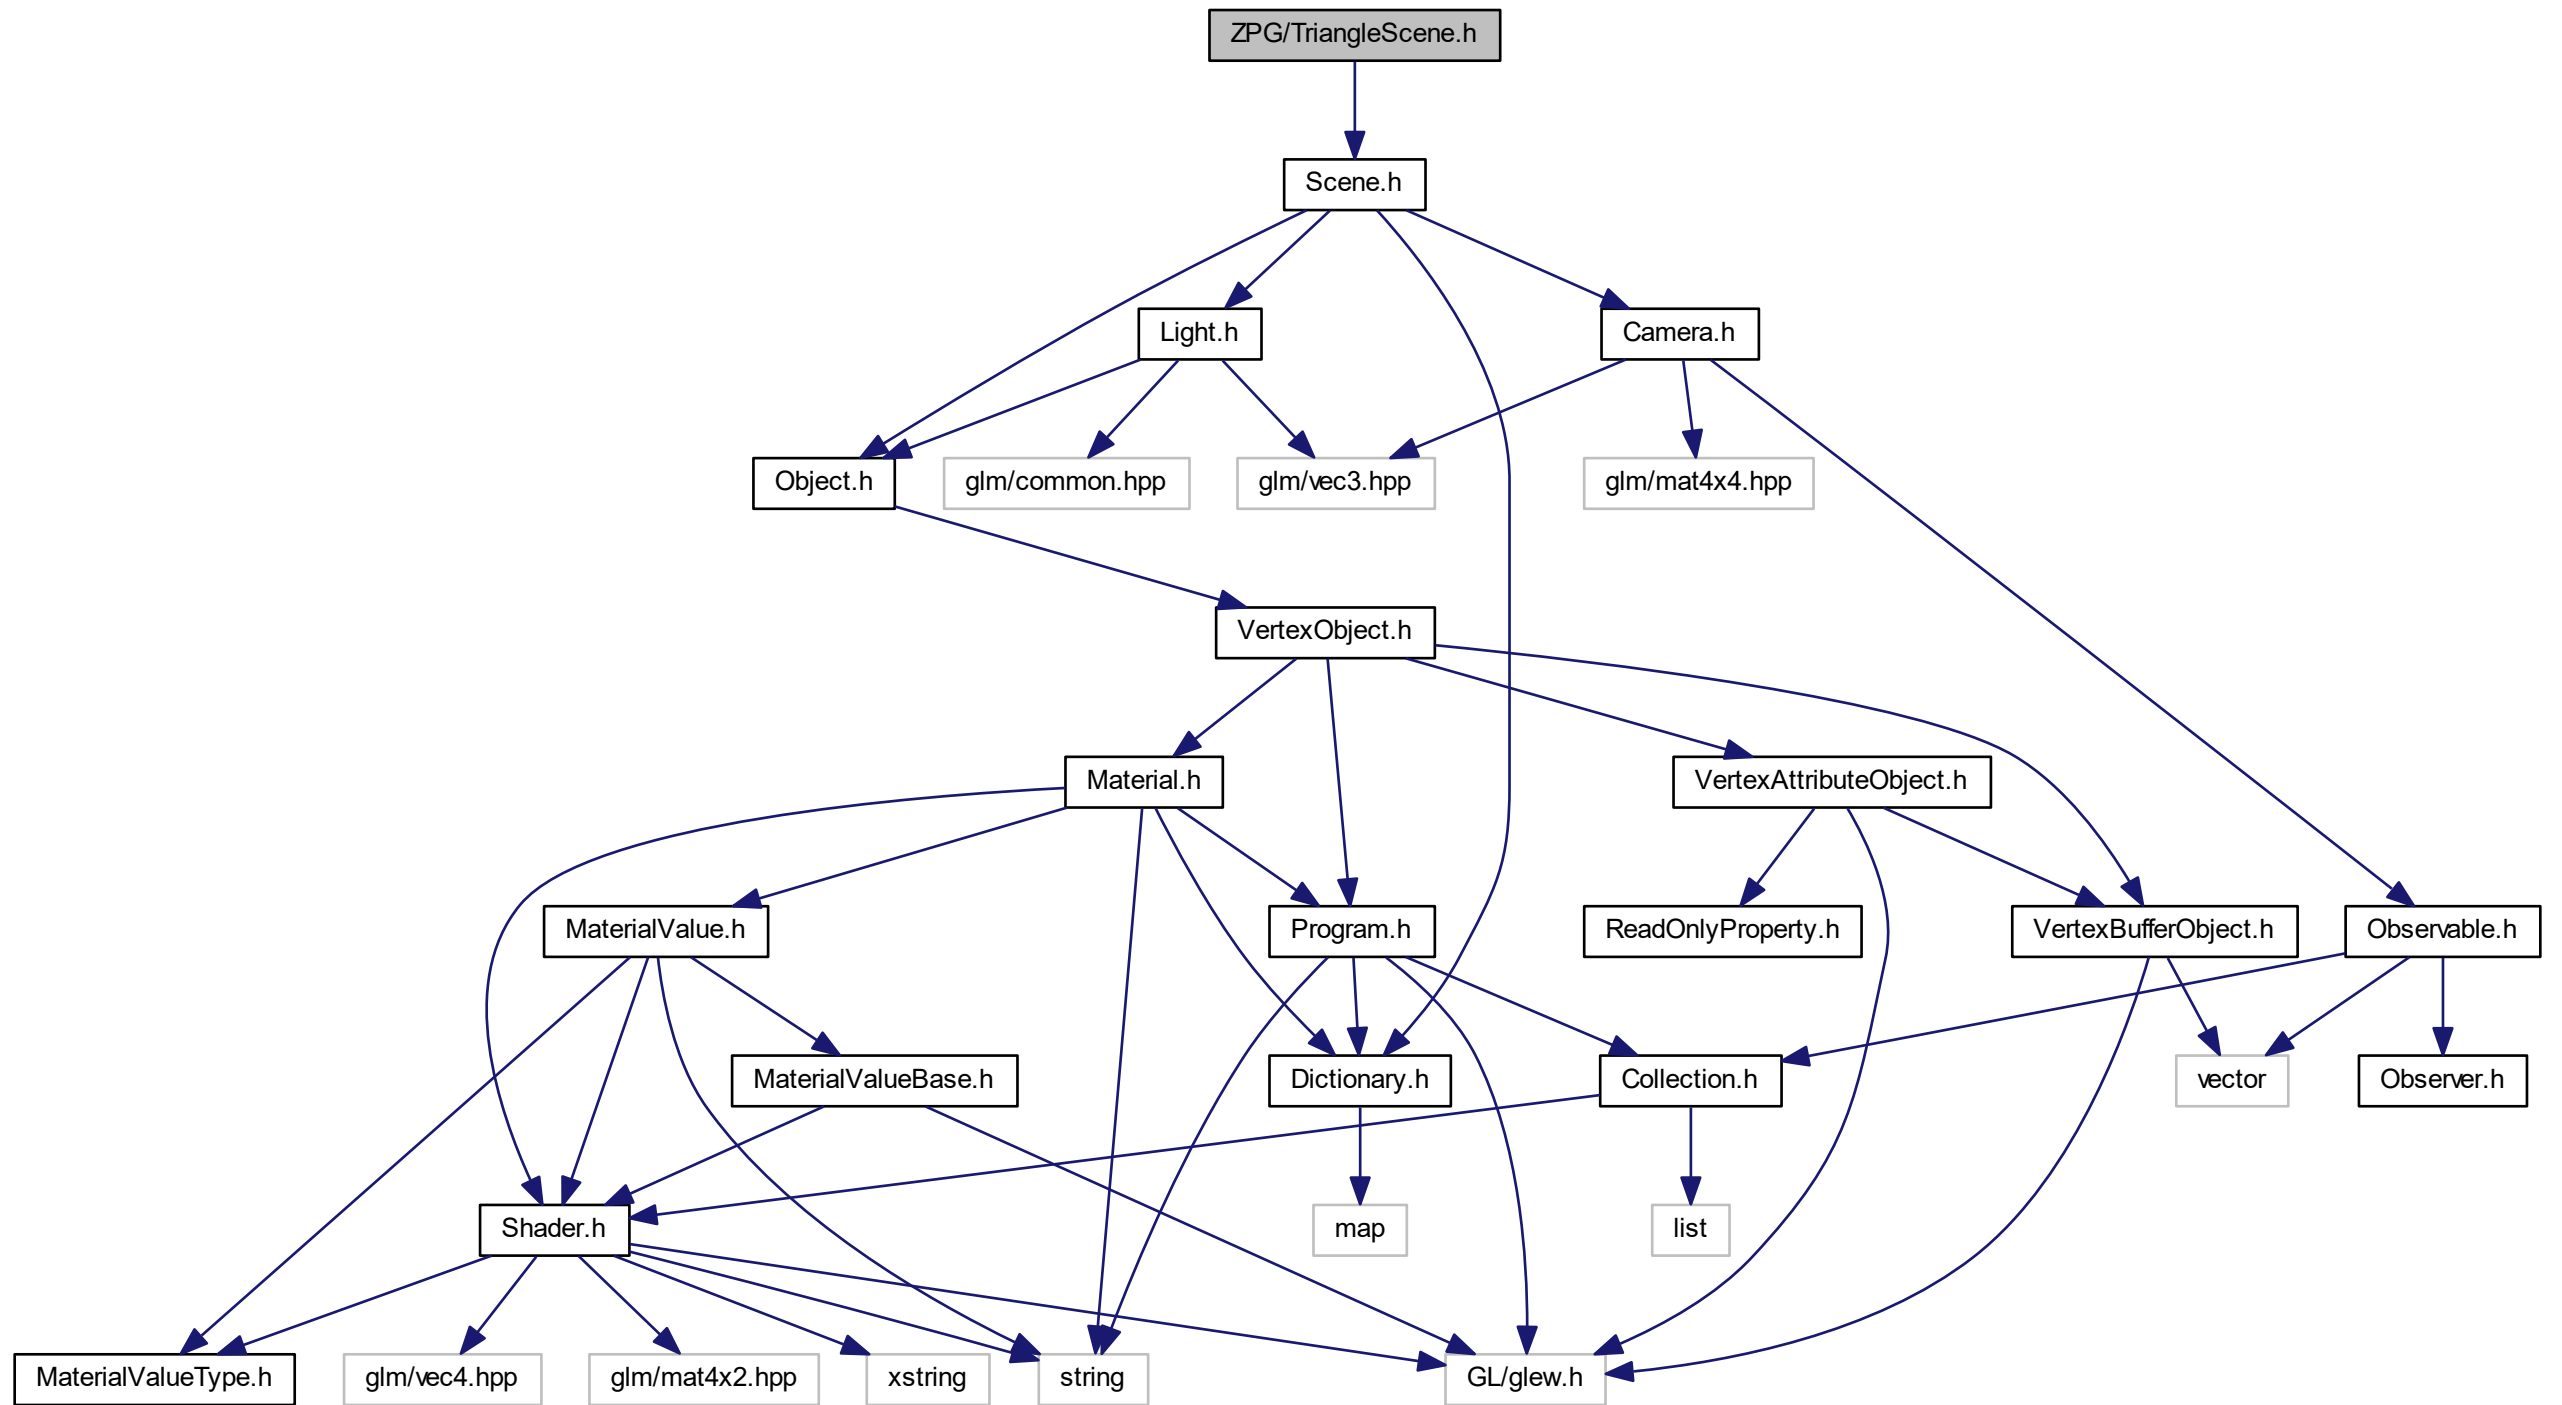 ZPG/TriangleScene.h
Scene.h
Light.h
Camera.h
Object.h
glm/common.hpp
glm/vec3.hpp
glm/mat4x4.hpp
VertexObject.h
Material.h
VertexAttributeObject.h
MaterialValue.h
Program.h
ReadOnlyProperty.h
VertexBufferObject.h
Observable.h
MaterialValueBase.h
Dictionary.h
Collection.h
vector
Observer.h
Shader.h
map
list
MaterialValueType.h
glm/vec4.hpp
glm/mat4x2.hpp
xstring
string
GL/glew.h